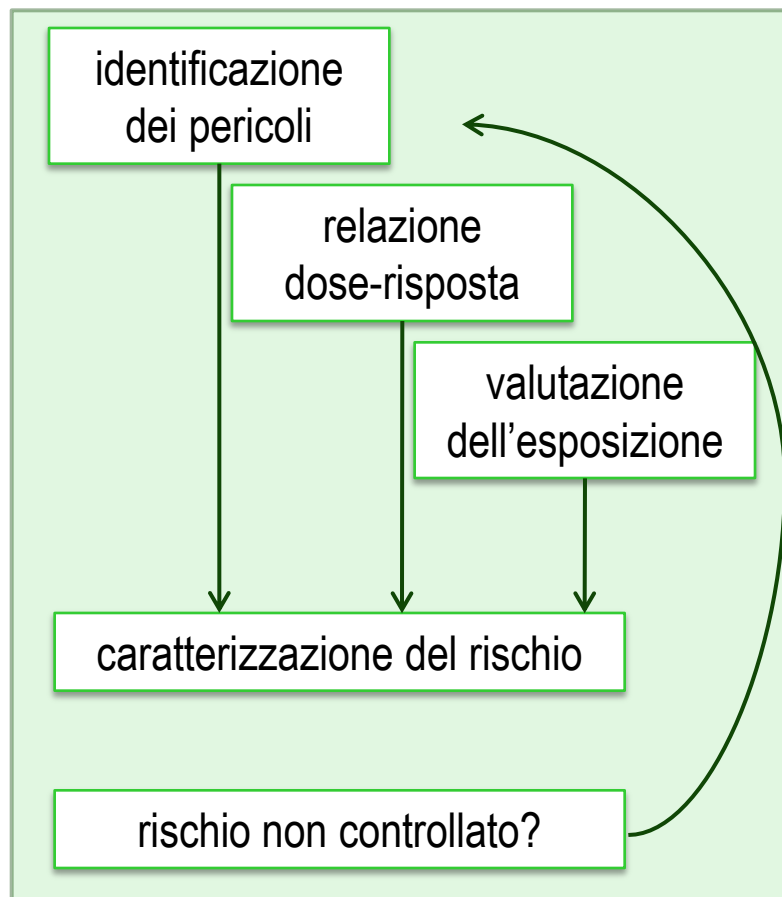 identificazione
dei pericoli
relazione
dose-risposta
valutazione
dell’esposizione
caratterizzazione del rischio
rischio non controllato?